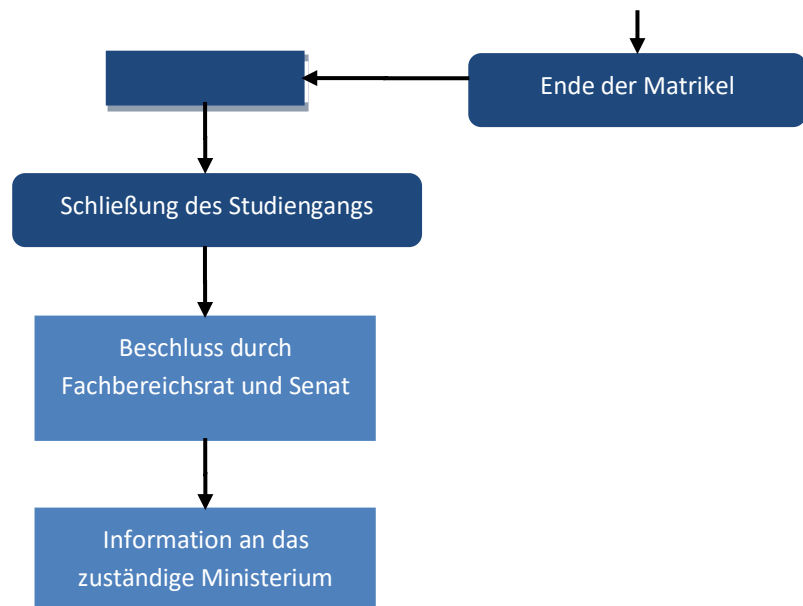 Ende der Matrikel
Schließung des Studiengangs
Beschluss durch
Fachbereichsrat und Senat
Information an das
zuständige Ministerium